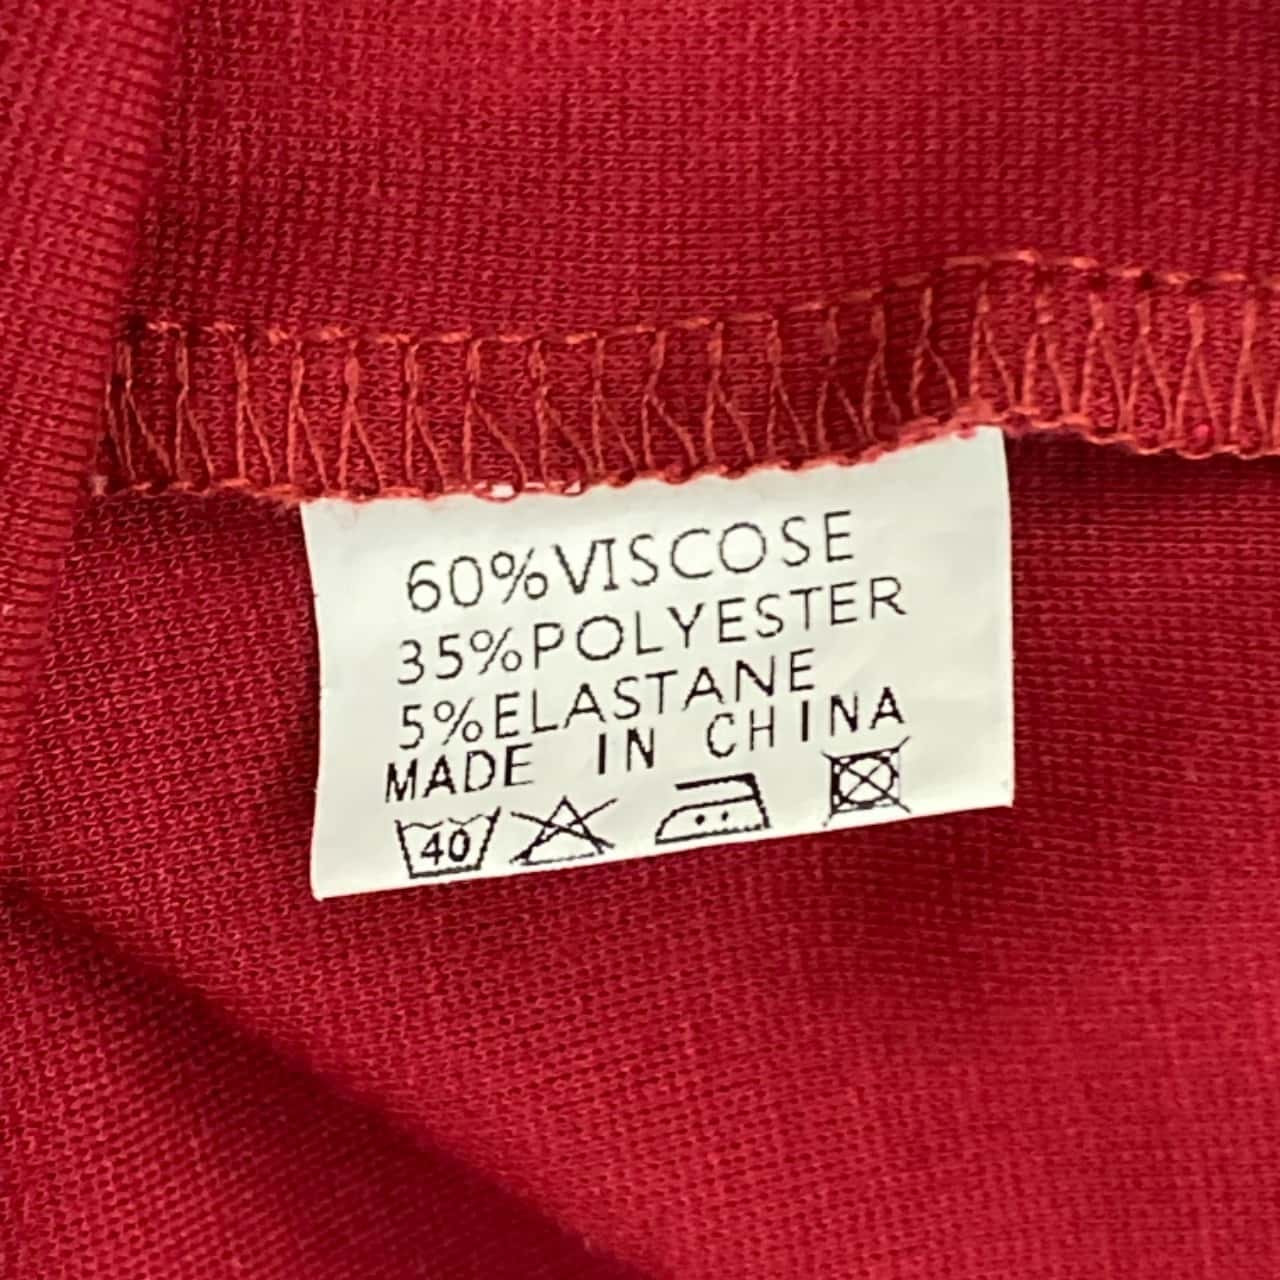 60%VISCOSE
35%POLYESTER
5%ELASTANE
MADE IN CHINA
40